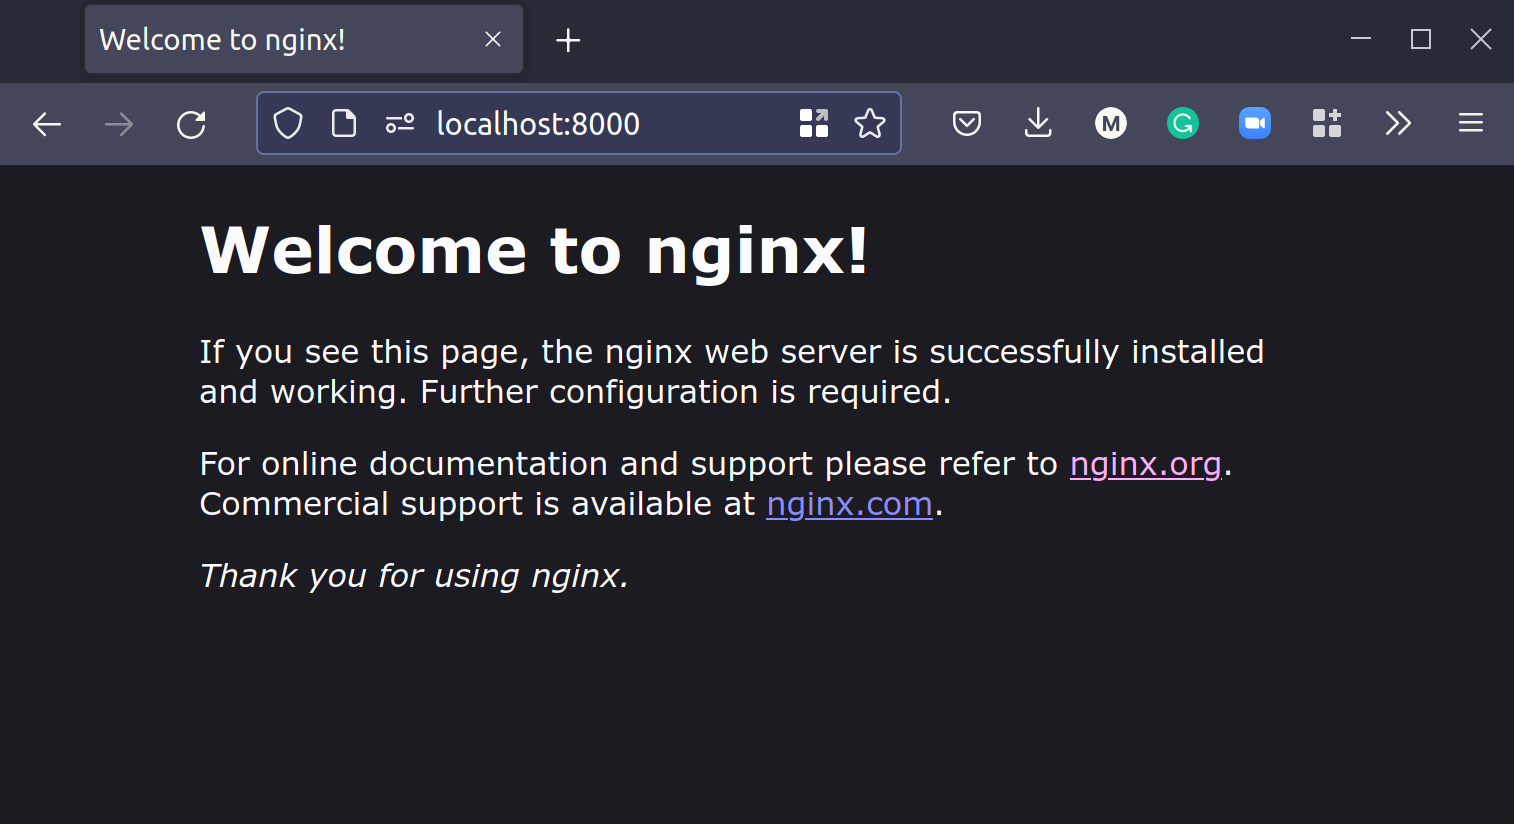 Welcome to nginx!
localhost:8000
M
G
Welcome to nginx!
If you see this page, the nginx web server is successfully installed
and working. Further configuration is required.
For online documentation and support please refer to nginx.org.
Commercial support is available at nginx.com.
Thank you for using nginx.